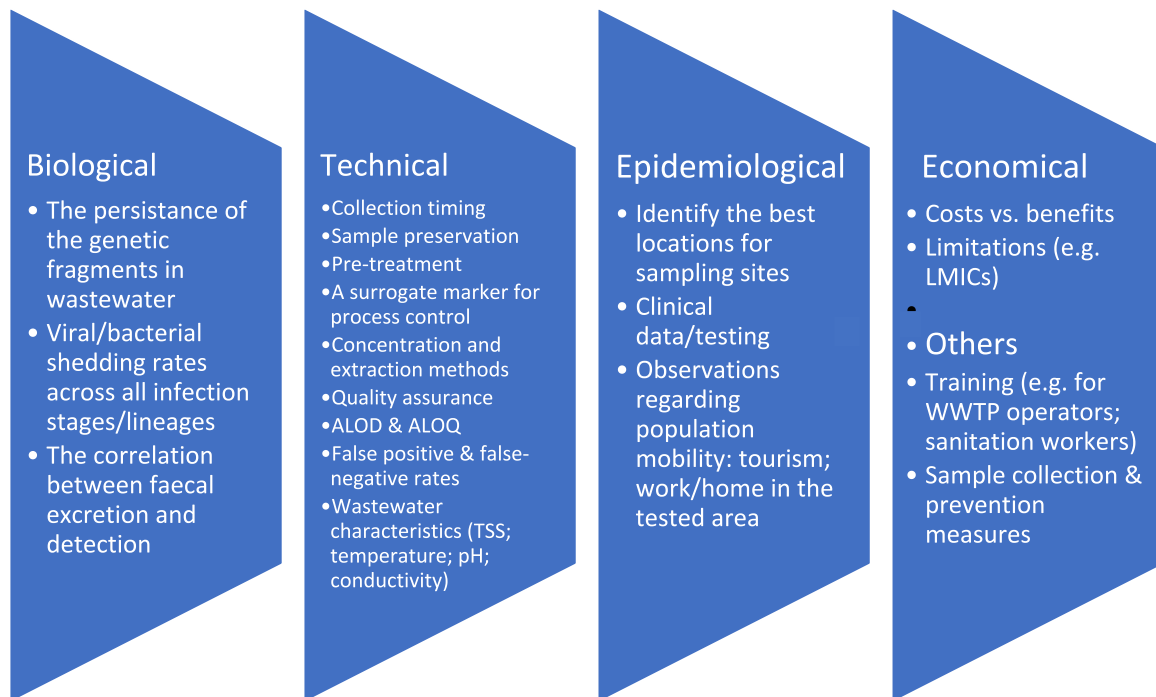 Biological
• The persistance of
the genetic
fragments in
wastewater
• Viral/bacterial
shedding rates
across all infection
stages/lineages
• The correlation
between faecal
excretion and
detection
Technical
•Collection timing
•Sample preservation
•Pre-treatment
•A surrogate marker for
process control
•Concentration and
extraction methods
•Quality assurance
•ALOD & ALOQ
•False positive & false-
negative rates
•Wastewater
characteristics (TSS;
temperature; pH;
conductivity)
Epidemiological
• Identify the best
locations for
sampling sites
• Clinical
data/testing
• Observations
regarding
population
mobility: tourism;
work/home in the
tested area
Economical
• Costs vs. benefits
• Limitations (e.g.
LMICs)
•
• Others
• Training (e.g. for
WWTP operators;
sanitation workers)
• Sample collection &
prevention
measures